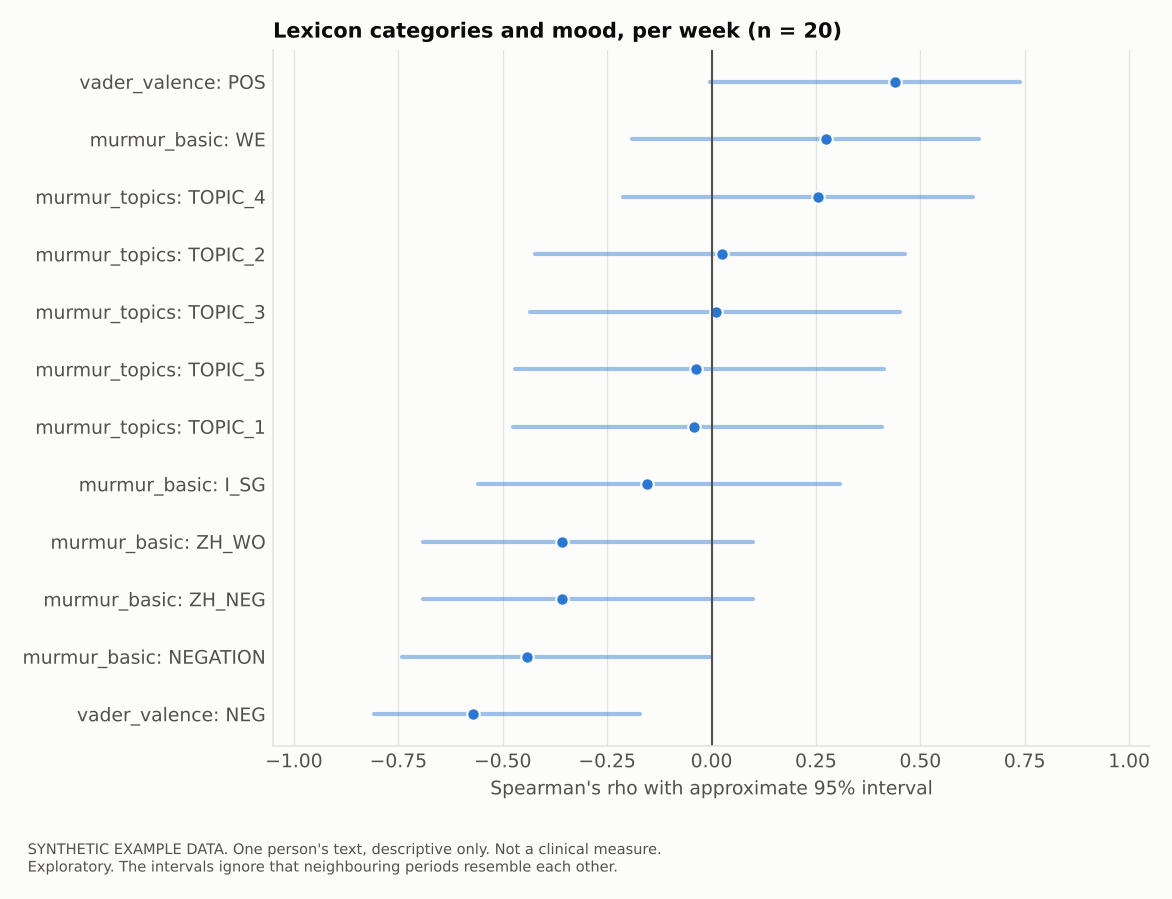 Lexicon categories and mood, per week (n = 20)
vader_valence: POS
murmur_basic: WE
murmur_topics: TOPIC_4
murmur_topics: TOPIC_2
murmur_topics: TOPIC_3
murmur_topics: TOPIC_5
murmur_topics: TOPIC_1
murmur_basic: I_SG
murmur_basic: ZH_WO
murmur_basic: ZH_NEG
murmur_basic: NEGATION
vader_valence: NEG
−1.00 −0.75 −0.50 −0.25 0.00 0.25 0.50 0.75 1.00
Spearman's rho with approximate 95% interval
SYNTHETIC EXAMPLE DATA. One person's text, descriptive only. Not a clinical measure.
Exploratory. The intervals ignore that neighbouring periods resemble each other.